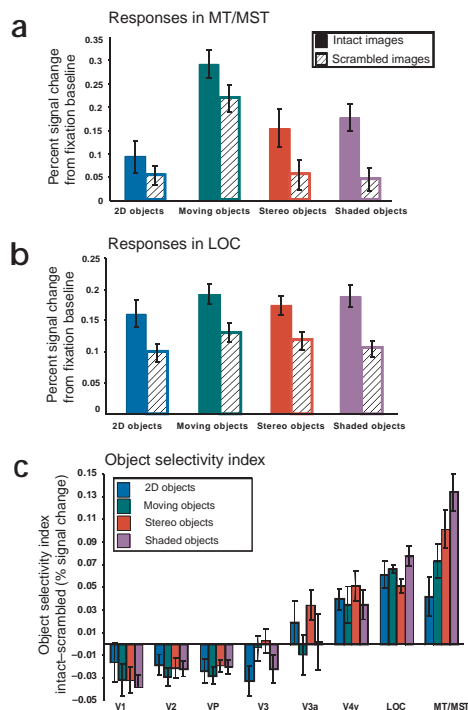 a
Responses in MT/MST
Percent signal change
from fixation baseline
0.35
0.3
0.25
0.2
0.15
0.1
0.05
0
Intact images
Scrambled images
2D objects Moving objects Stereo objects Shaded objects
b
Responses in LOC
Percent signal change
from fixation baseline
0.25
0.2
0.15
0.1
0.05
0
2D objects Moving objects Stereo objects Shaded objects
c
Object selectivity index
Object selectivity index
intact–scrambled (% signal change)
0.15
0.13
0.11
0.09
0.07
0.05
0.03
0.01
−0.01
−0.03
−0.05
2D objects
Moving objects
Stereo objects
Shaded objects
V1 V2 VP V3 V3a V4v LOC MT/MST